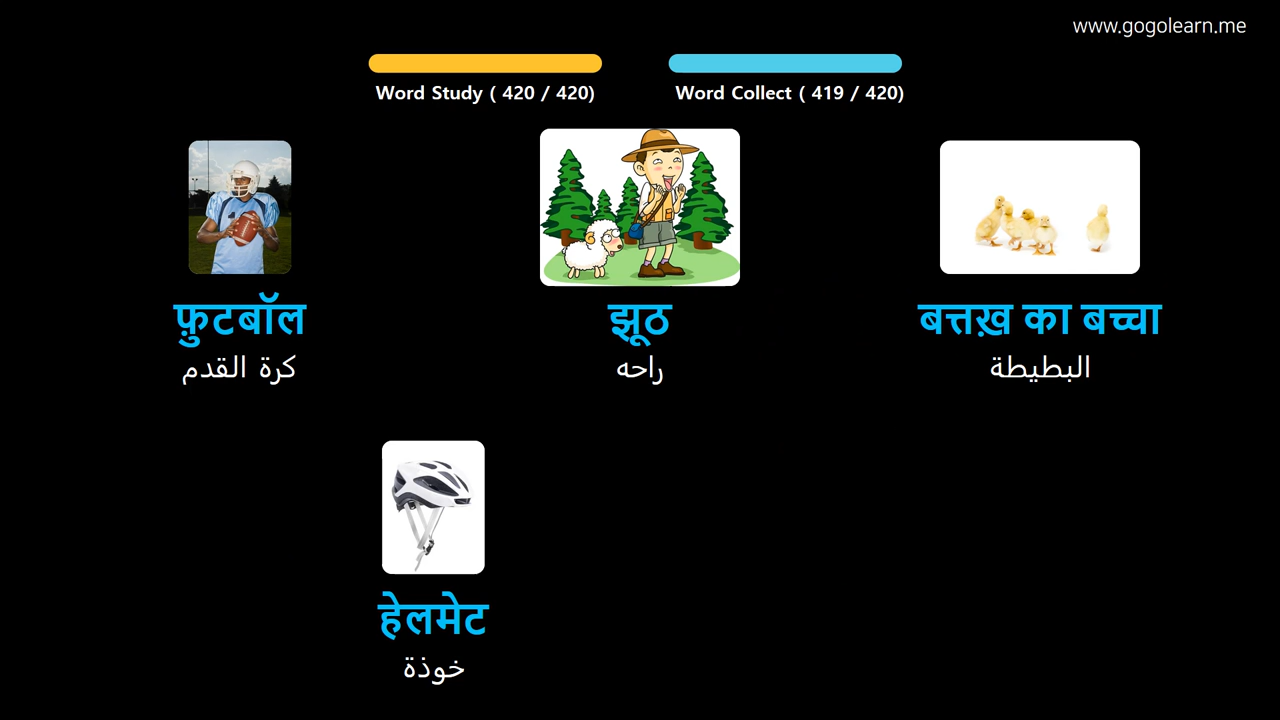 www.gogolearn.me
Word Study ( 420 / 420)
Word Collect ( 419 / 420)
फ़ुटबॉल
كرة القدم
झूठ
راحه
बत्तख़ का बच्चा
البطيطة
हेलमेट
خوذة